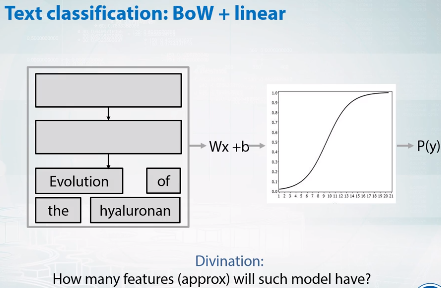 Text classification: BoW + linear
Evolution of
the hyaluronan
Wx +b
1.0
0.9
0.8
0.7
0.6
0.5
0.4
0.3
0.2
0.1
0.0
1 2 3 4 5 6 7 8 9 10 11 12 13 14 15 16 17 18 19 20 21
P(y)
Divination:
How many features (approx) will such model have?